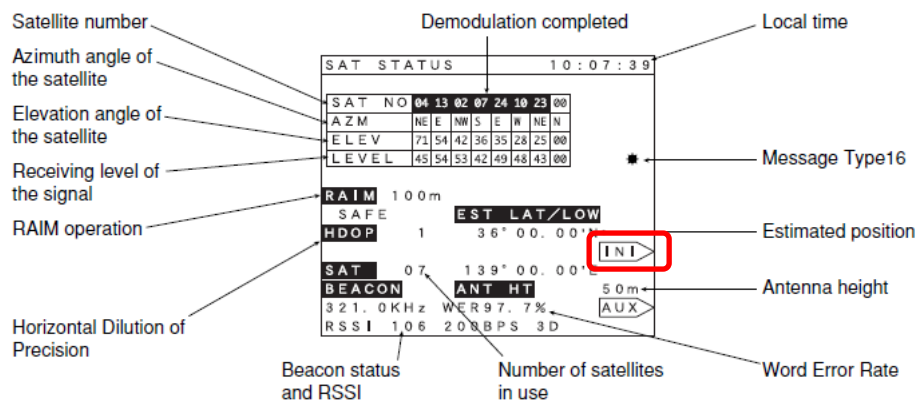 Satellite number
Demodulation completed
Local time
Azimuth angle of
the satellite
Elevation angle of
the satellite
Receiving level of
the signal
RAIM operation
Horizontal Dilution of
Precision
SAT STATUS 10:07:39
SAT NO 04 13 02 07 24 10 23 00
AZM NE E NW S E W NE N
ELEV 71 54 42 36 35 28 25 00
LEVEL 45 54 53 42 49 48 43 00
RAIM 100m
SAFE EST LAT/LOW
HDOP 1 36° 00. 00'N
INI
SAT 07 139° 00. 00'E
BEACON ANT HT 50m
321. 0KHz WER97. 7% AUX
RSSI 106 200BPS 3D
Message Type16
Estimated position
Antenna height
Word Error Rate
Beacon status
and RSSI
Number of satellites
in use